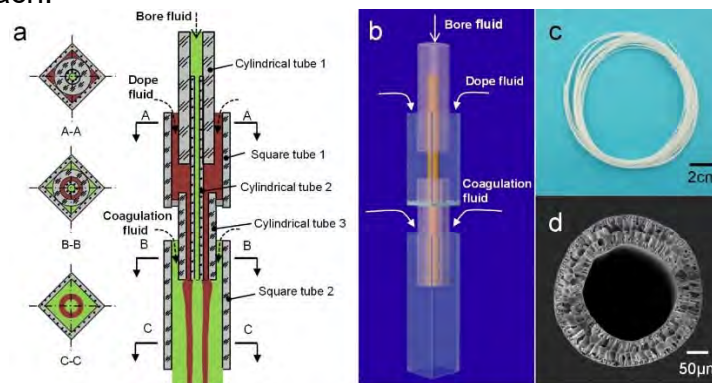 a
Bore fluid
Cylindrical tube 1
Dope
fluid
A
A
A-A
Square tube 1
Cylindrical tube 2
Coagulation
fluid
Cylindrical tube 3
B
B
B-B
Square tube 2
C
C
C-C
b
Bore fluid
Dope fluid
Coagulation
fluid
c
2cm
d
50μm